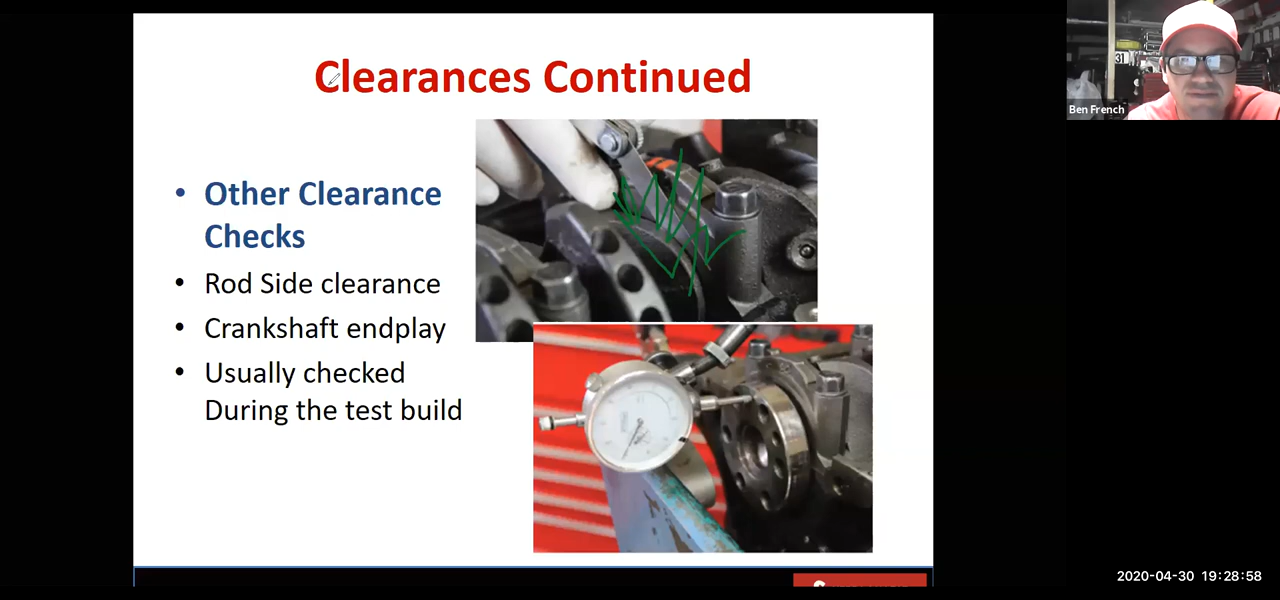 Clearances Continued
• Other Clearance
Checks
• Rod Side clearance
• Crankshaft endplay
• Usually checked
During the test build
31
Ben French
2020-04-30 19:28:58